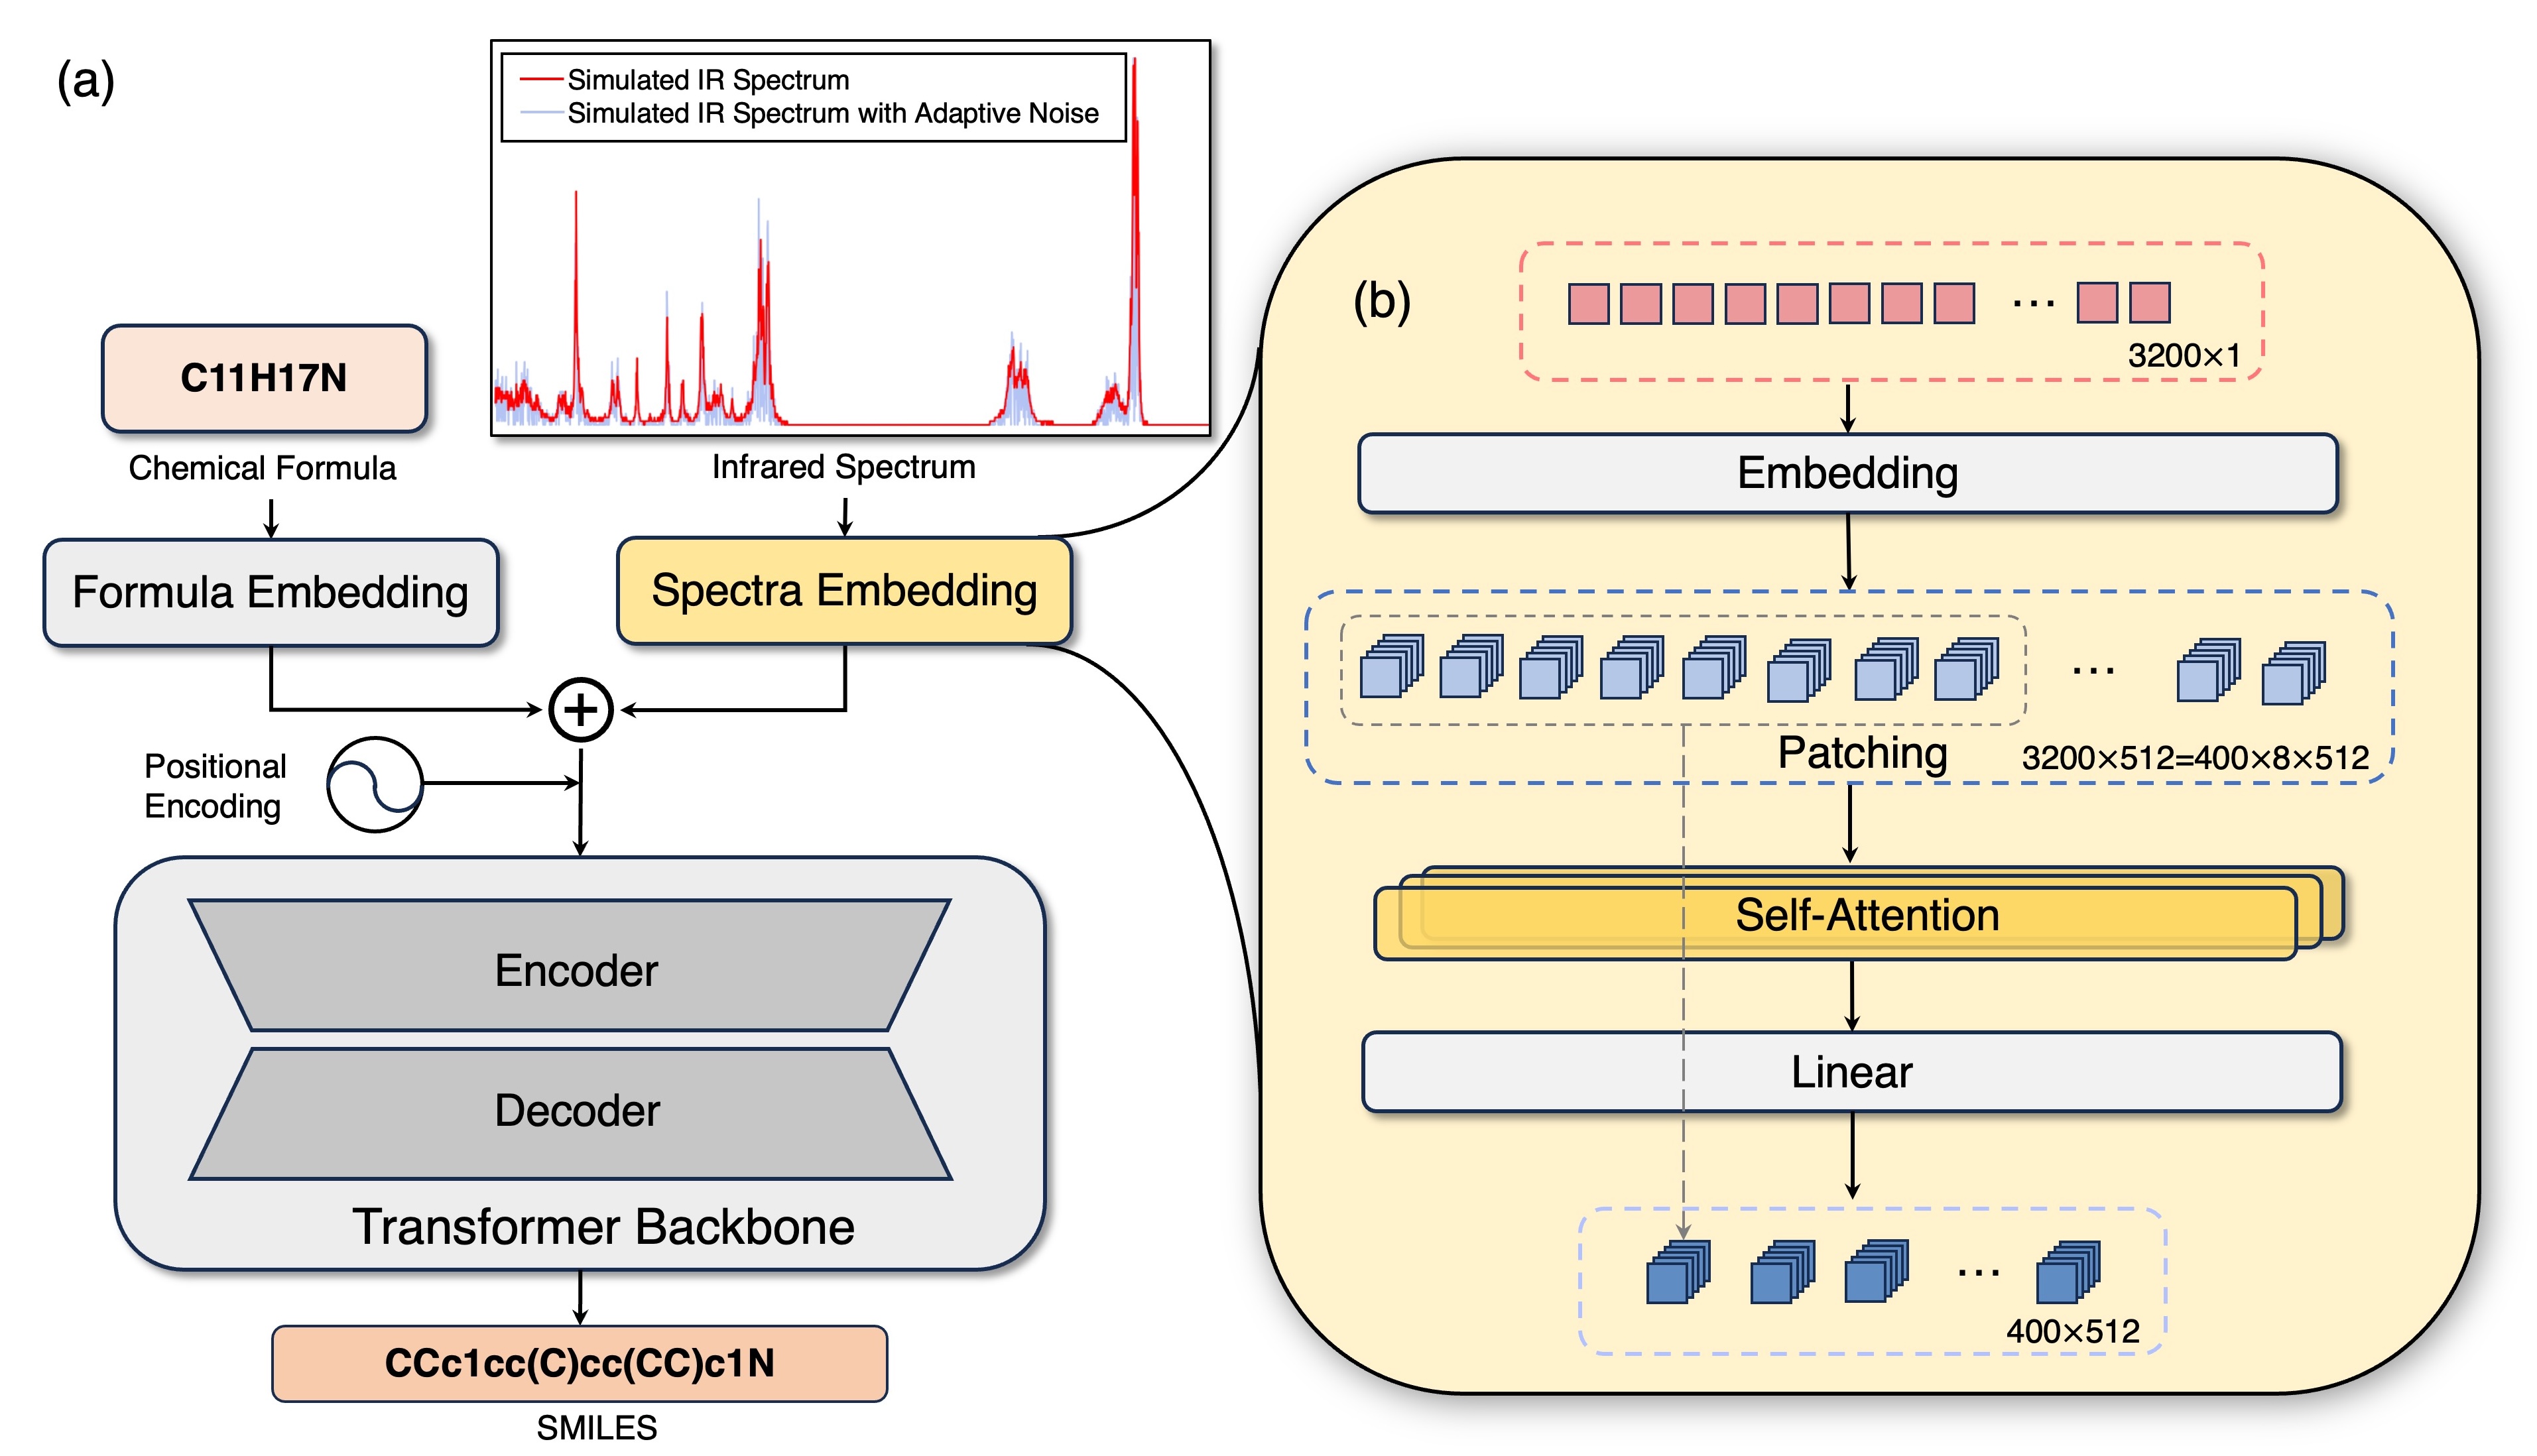 (a)
Simulated IR Spectrum
Simulated IR Spectrum with Adaptive Noise
C11H17N
Chemical Formula
Infrared Spectrum
Formula Embedding
Spectra Embedding
+
Positional
Encoding
Encoder
Decoder
Transformer Backbone
CCc1cc(C)cc(CC)c1N
SMILES
(b)
...
3200×1
Embedding
...
Patching
3200×512=400×8×512
Self-Attention
Linear
...
400×512